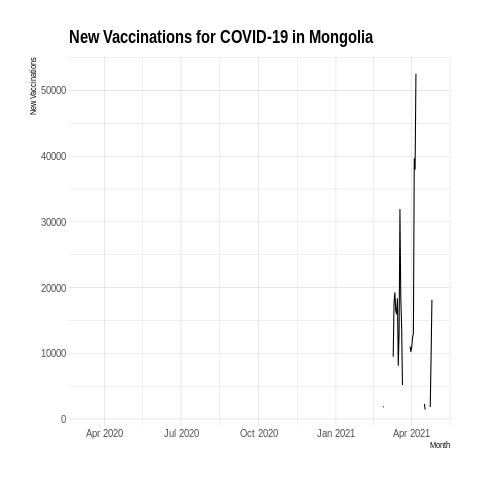 New Vaccinations for COVID-19 in Mongolia
New Vaccinations
50000
40000
30000
20000
10000
0
Apr 2020 Jul 2020 Oct 2020 Jan 2021 Apr 2021
Month